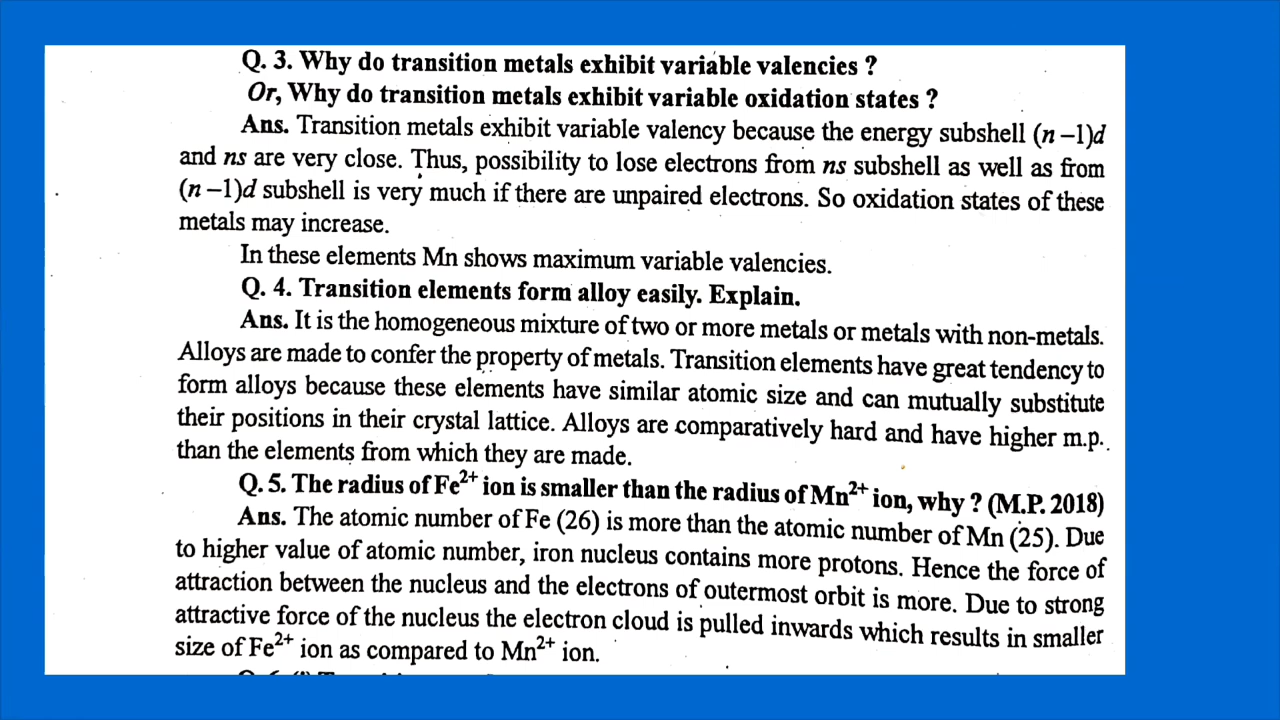 Q. 3. Why do transition metals exhibit variable valencies ?
Or, Why do transition metals exhibit variable oxidation states ?
Ans. Transition metals exhibit variable valency because the energy subshell (n –1)d
and ns are very close. Thus, possibility to lose electrons from ns subshell as well as from
(n –1)d subshell is very much if there are unpaired electrons. So oxidation states of these
metals may increase.
In these elements Mn shows maximum variable valencies.
Q. 4. Transition elements form alloy easily. Explain.
Ans. It is the homogeneous mixture of two or more metals or metals with non-metals.
Alloys are made to confer the property of metals. Transition elements have great tendency to
form alloys because these elements have similar atomic size and can mutually substitute
their positions in their crystal lattice. Alloys are comparatively hard and have higher m.p.
than the elements from which they are made.
Q. 5. The radius of Fe²⁺ ion is smaller than the radius of Mn²⁺ ion, why ? (M.P. 2018)
Ans. The atomic number of Fe (26) is more than the atomic number of Mn (25). Due
to higher value of atomic number, iron nucleus contains more protons. Hence the force of
attraction between the nucleus and the electrons of outermost orbit is more. Due to strong
attractive force of the nucleus the electron cloud is pulled inwards which results in smaller
size of Fe²⁺ ion as compared to Mn²⁺ ion.